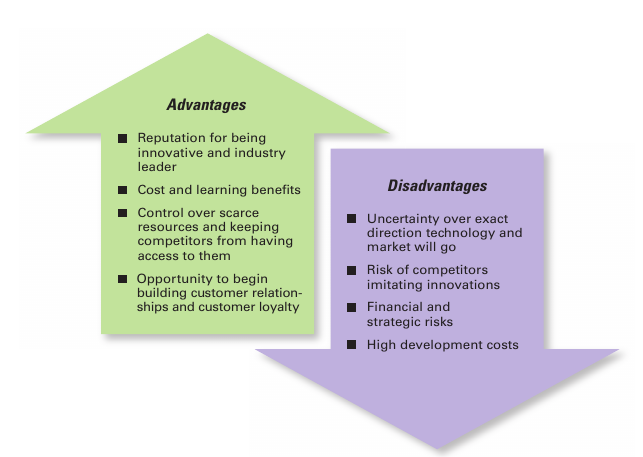 Advantages
■ Reputation for being
innovative and industry
leader
■ Cost and learning benefits
■ Control over scarce
resources and keeping
competitors from having
access to them
■ Opportunity to begin
building customer relation-
ships and customer loyalty
Disadvantages
■ Uncertainty over exact
direction technology and
market will go
■ Risk of competitors
imitating innovations
■ Financial and
strategic risks
■ High development costs